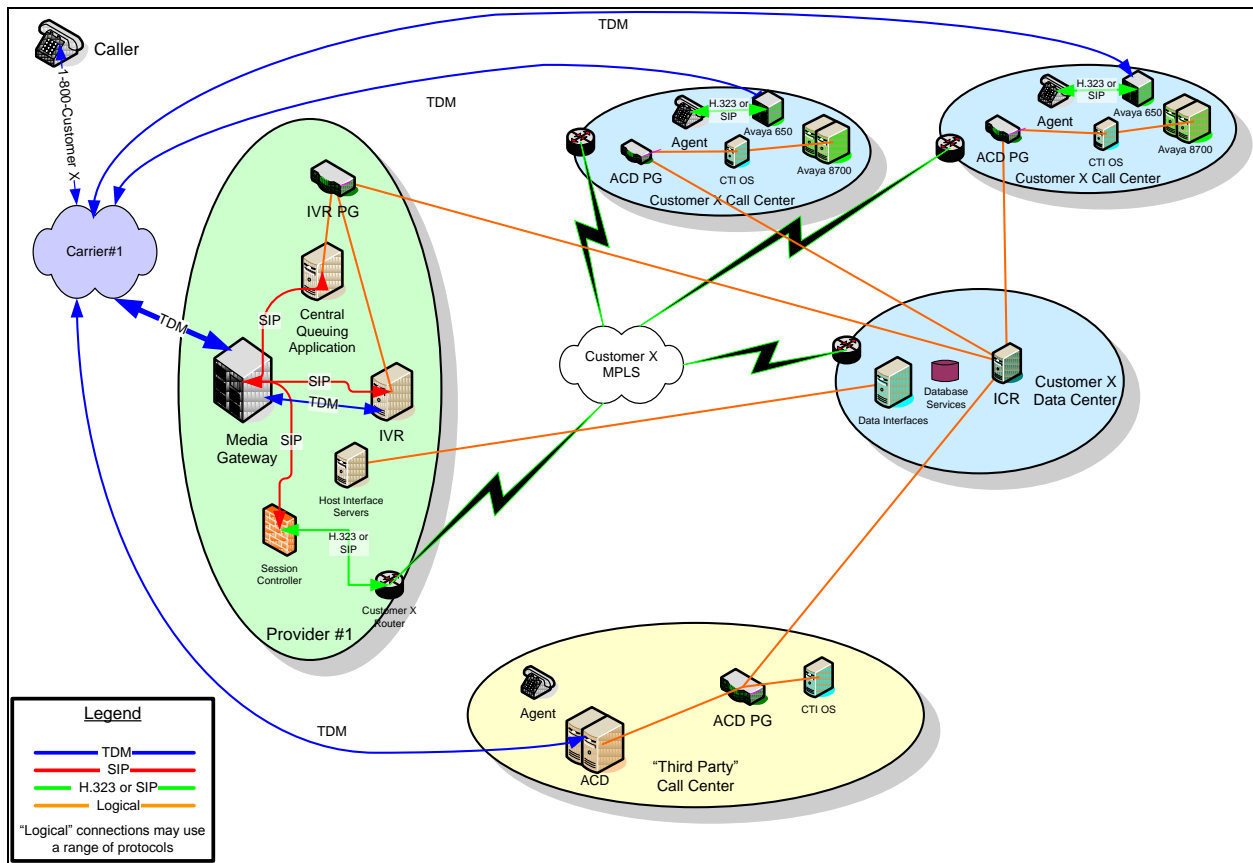 Caller
1-800-Customer X
Carrier#1
TDM
TDM
TDM
TDM
IVR PG
Central
Queuing
Application
SIP
SIP
TDM
SIP
Media
Gateway
IVR
Host Interface
Servers
Session
Controller
H.323 or
SIP
Customer X
Router
Provider #1
H.323 or
SIP
Agent
Avaya 650
ACD PG
CTI OS
Avaya 8700
Customer X Call Center
H.323 or
SIP
Agent
Avaya 650
ACD PG
CTI OS
Avaya 8700
Customer X Call Center
Customer X
MPLS
Data Interfaces
Database
Services
ICR
Customer X
Data Center
Agent
ACD
ACD PG
CTI OS
“Third Party”
Call Center
Legend
TDM
SIP
H.323 or SIP
Logical
“Logical” connections may use
a range of protocols